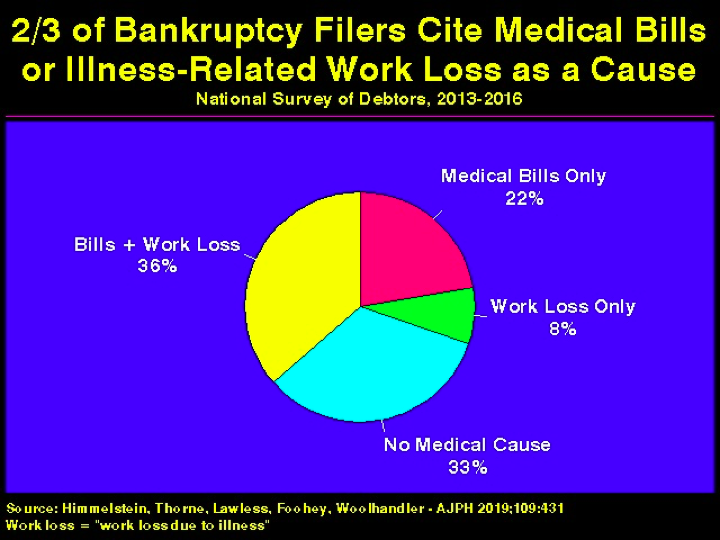 2/3 of Bankruptcy Filers Cite Medical Bills
or Illness-Related Work Loss as a Cause
National Survey of Debtors, 2013-2016
Medical Bills Only
22%
Bills + Work Loss
36%
Work Loss Only
8%
No Medical Cause
33%
Source: Himmelstein, Thorne, Lawless, Foohey, Woolhandler - AJPH 2019;109:431
Work loss = "work loss due to illness"